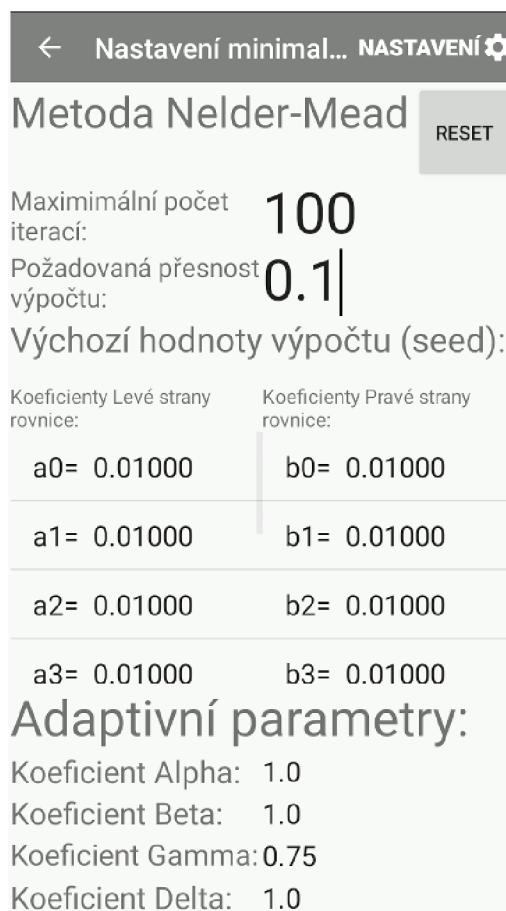 ← Nastavení minimal... NASTAVENÍ
Metoda Nelder-Mead RESET
Maximimální počet
iterací: 100
Požadovaná přesnost
výpočtu: 0.1
Výchozí hodnoty výpočtu (seed):
Koeficienty Levé strany
rovnice:
Koeficienty Pravé strany
rovnice:
a0= 0.01000 b0= 0.01000
a1= 0.01000 b1= 0.01000
a2= 0.01000 b2= 0.01000
a3= 0.01000 b3= 0.01000
Adaptivní parametry:
Koeficient Alpha: 1.0
Koeficient Beta: 1.0
Koeficient Gamma: 0.75
Koeficient Delta: 1.0